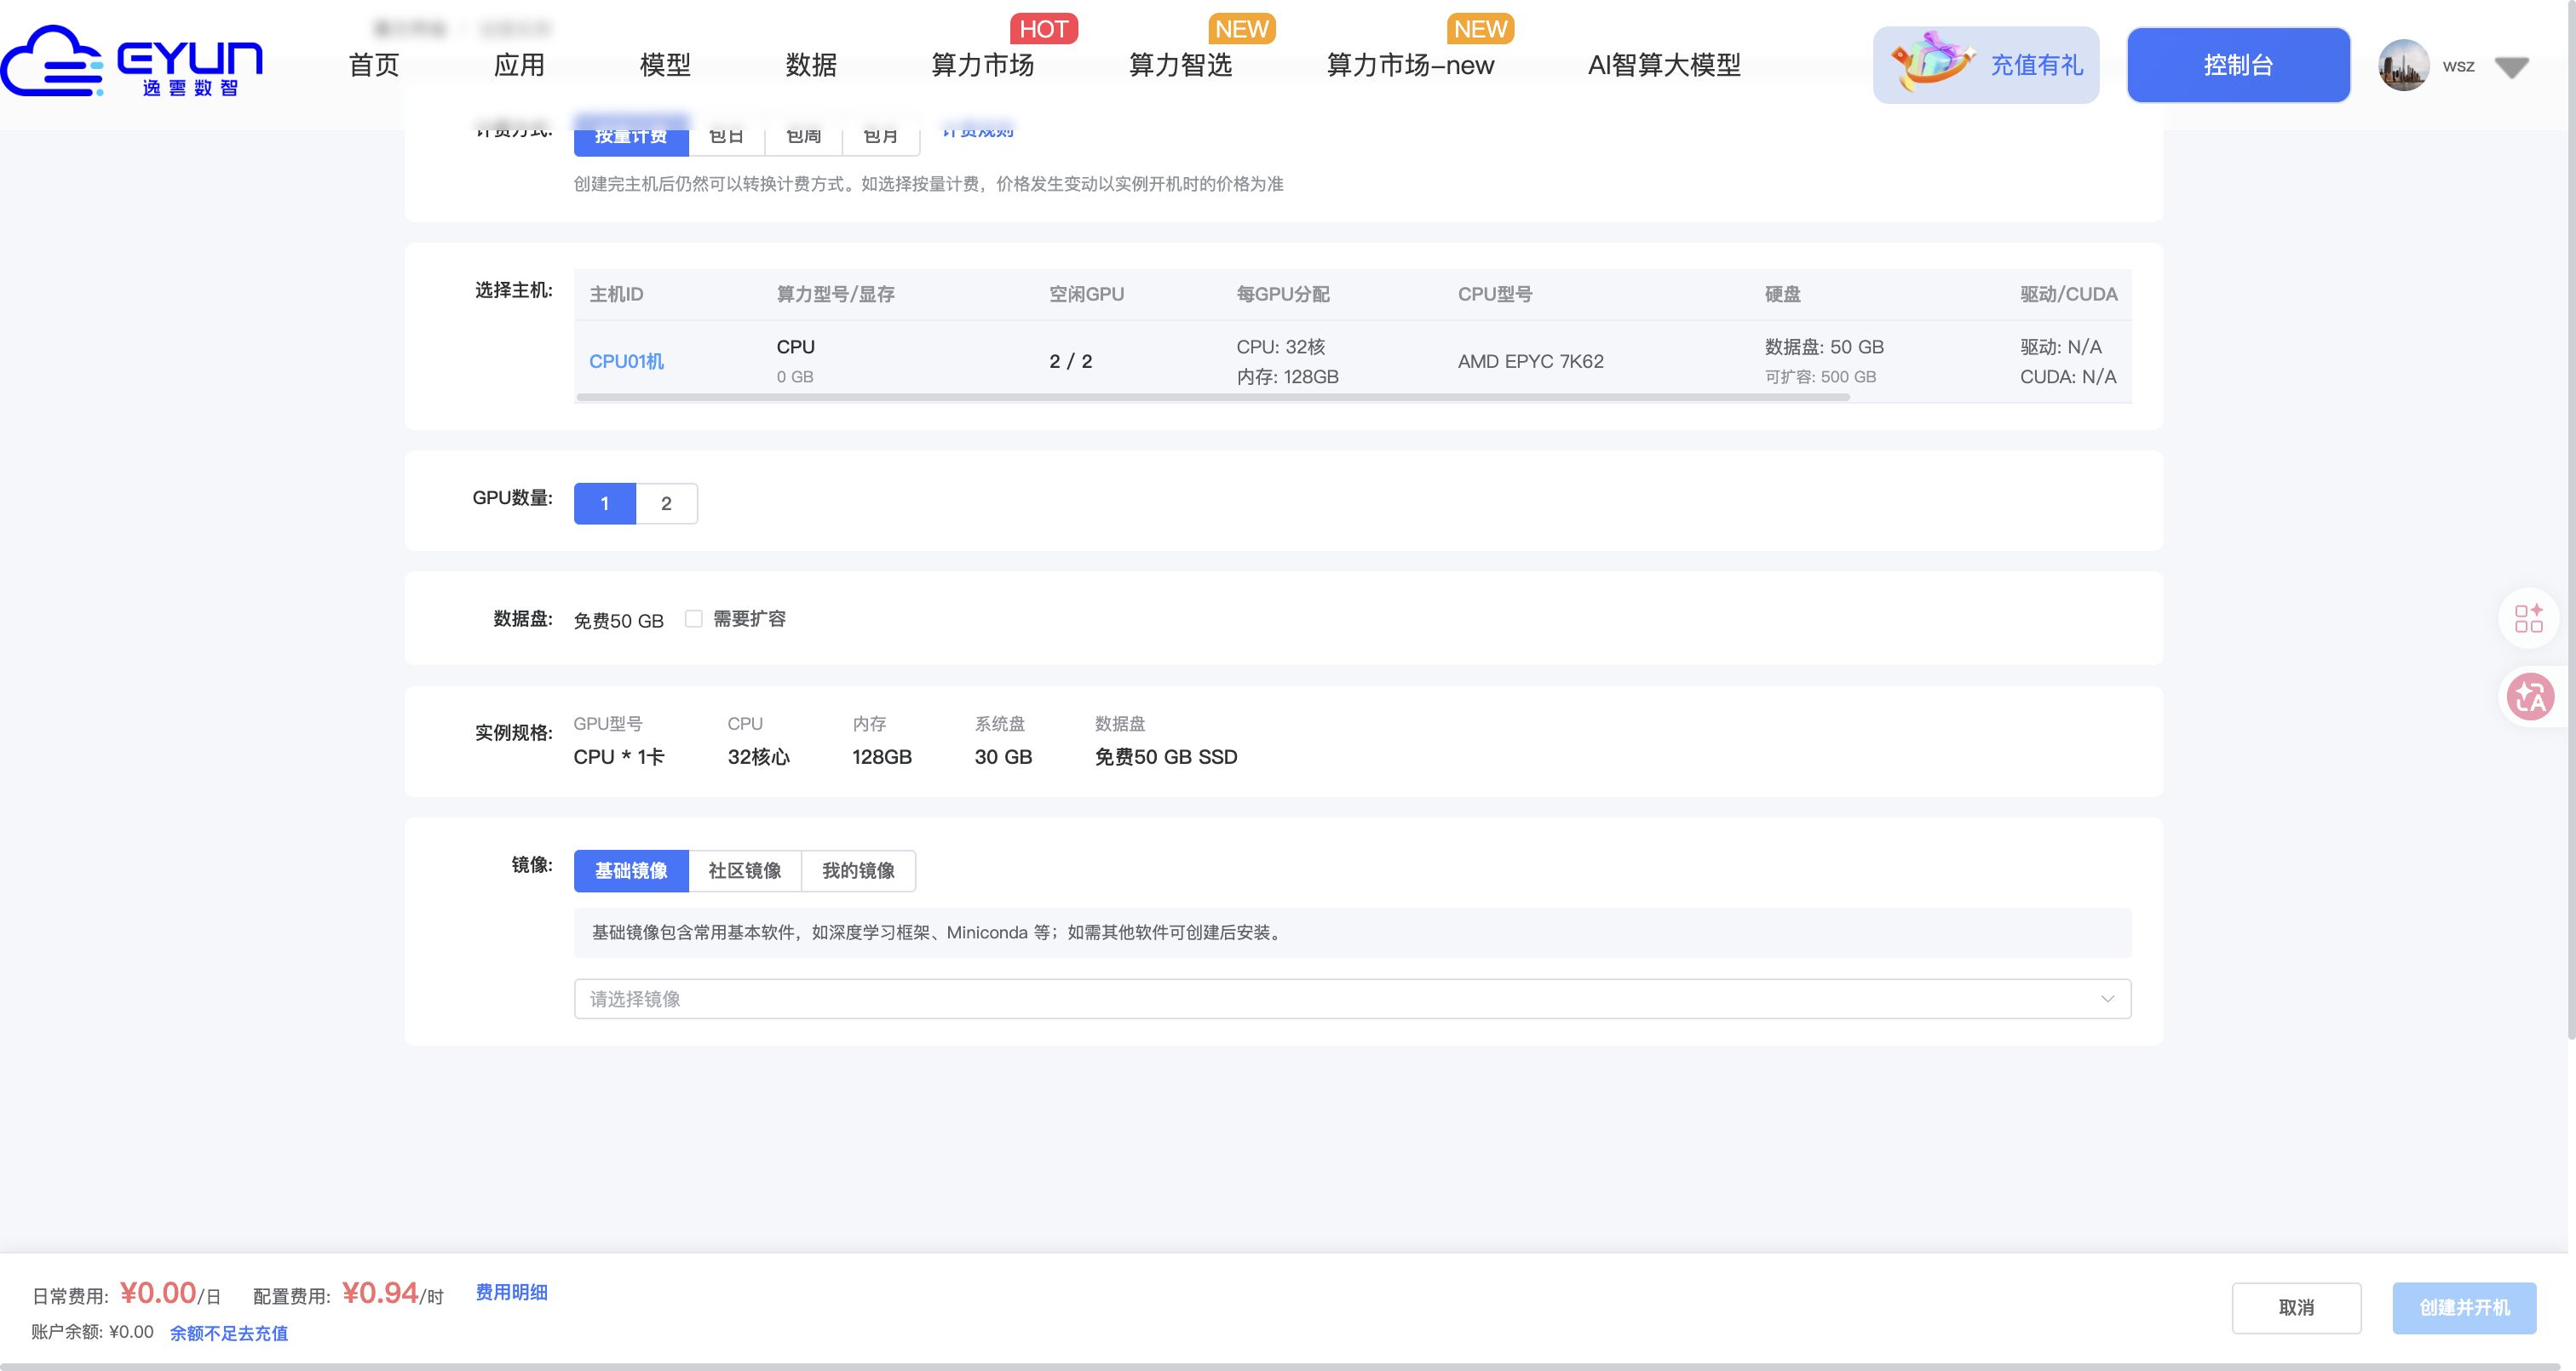 HOT
NEW
NEW
EYUN
逸雲数智
首页
应用
模型
数据
算力市场
算力智选
算力市场-new
AI智算大模型
充值有礼
控制台
wsz
计费方式:
按量计费
包日
包周
包月
计费规则
创建完主机后仍然可以转换计费方式。如选择按量计费，价格发生变动以实例开机时的价格为准
选择主机:
主机ID
算力型号/显存
空闲GPU
每GPU分配
CPU型号
硬盘
驱动/CUDA
CPU01机
CPU
0 GB
2 / 2
CPU: 32核
内存: 128GB
AMD EPYC 7K62
数据盘: 50 GB
可扩容: 500 GB
驱动: N/A
CUDA: N/A
GPU数量:
1
2
数据盘:
免费50 GB
需要扩容
实例规格:
GPU型号
CPU
内存
系统盘
数据盘
CPU * 1卡
32核心
128GB
30 GB
免费50 GB SSD
镜像:
基础镜像
社区镜像
我的镜像
基础镜像包含常用基本软件，如深度学习框架、Miniconda 等；如需其他软件可创建后安装。
请选择镜像
日常费用: ¥0.00/日
配置费用: ¥0.94/时
费用明细
账户余额: ¥0.00
余额不足去充值
取消
创建并开机